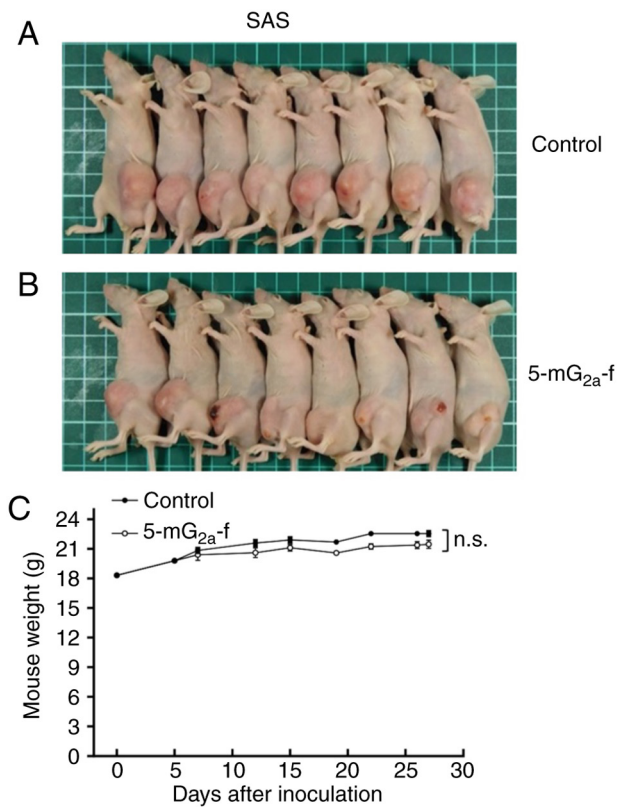 SAS
A
Control
B
5-mG2a-f
C
Control
5-mG2a-f
n.s.
Mouse weight (g)
24
21
18
15
12
9
6
3
0
0 5 10 15 20 25 30
Days after inoculation